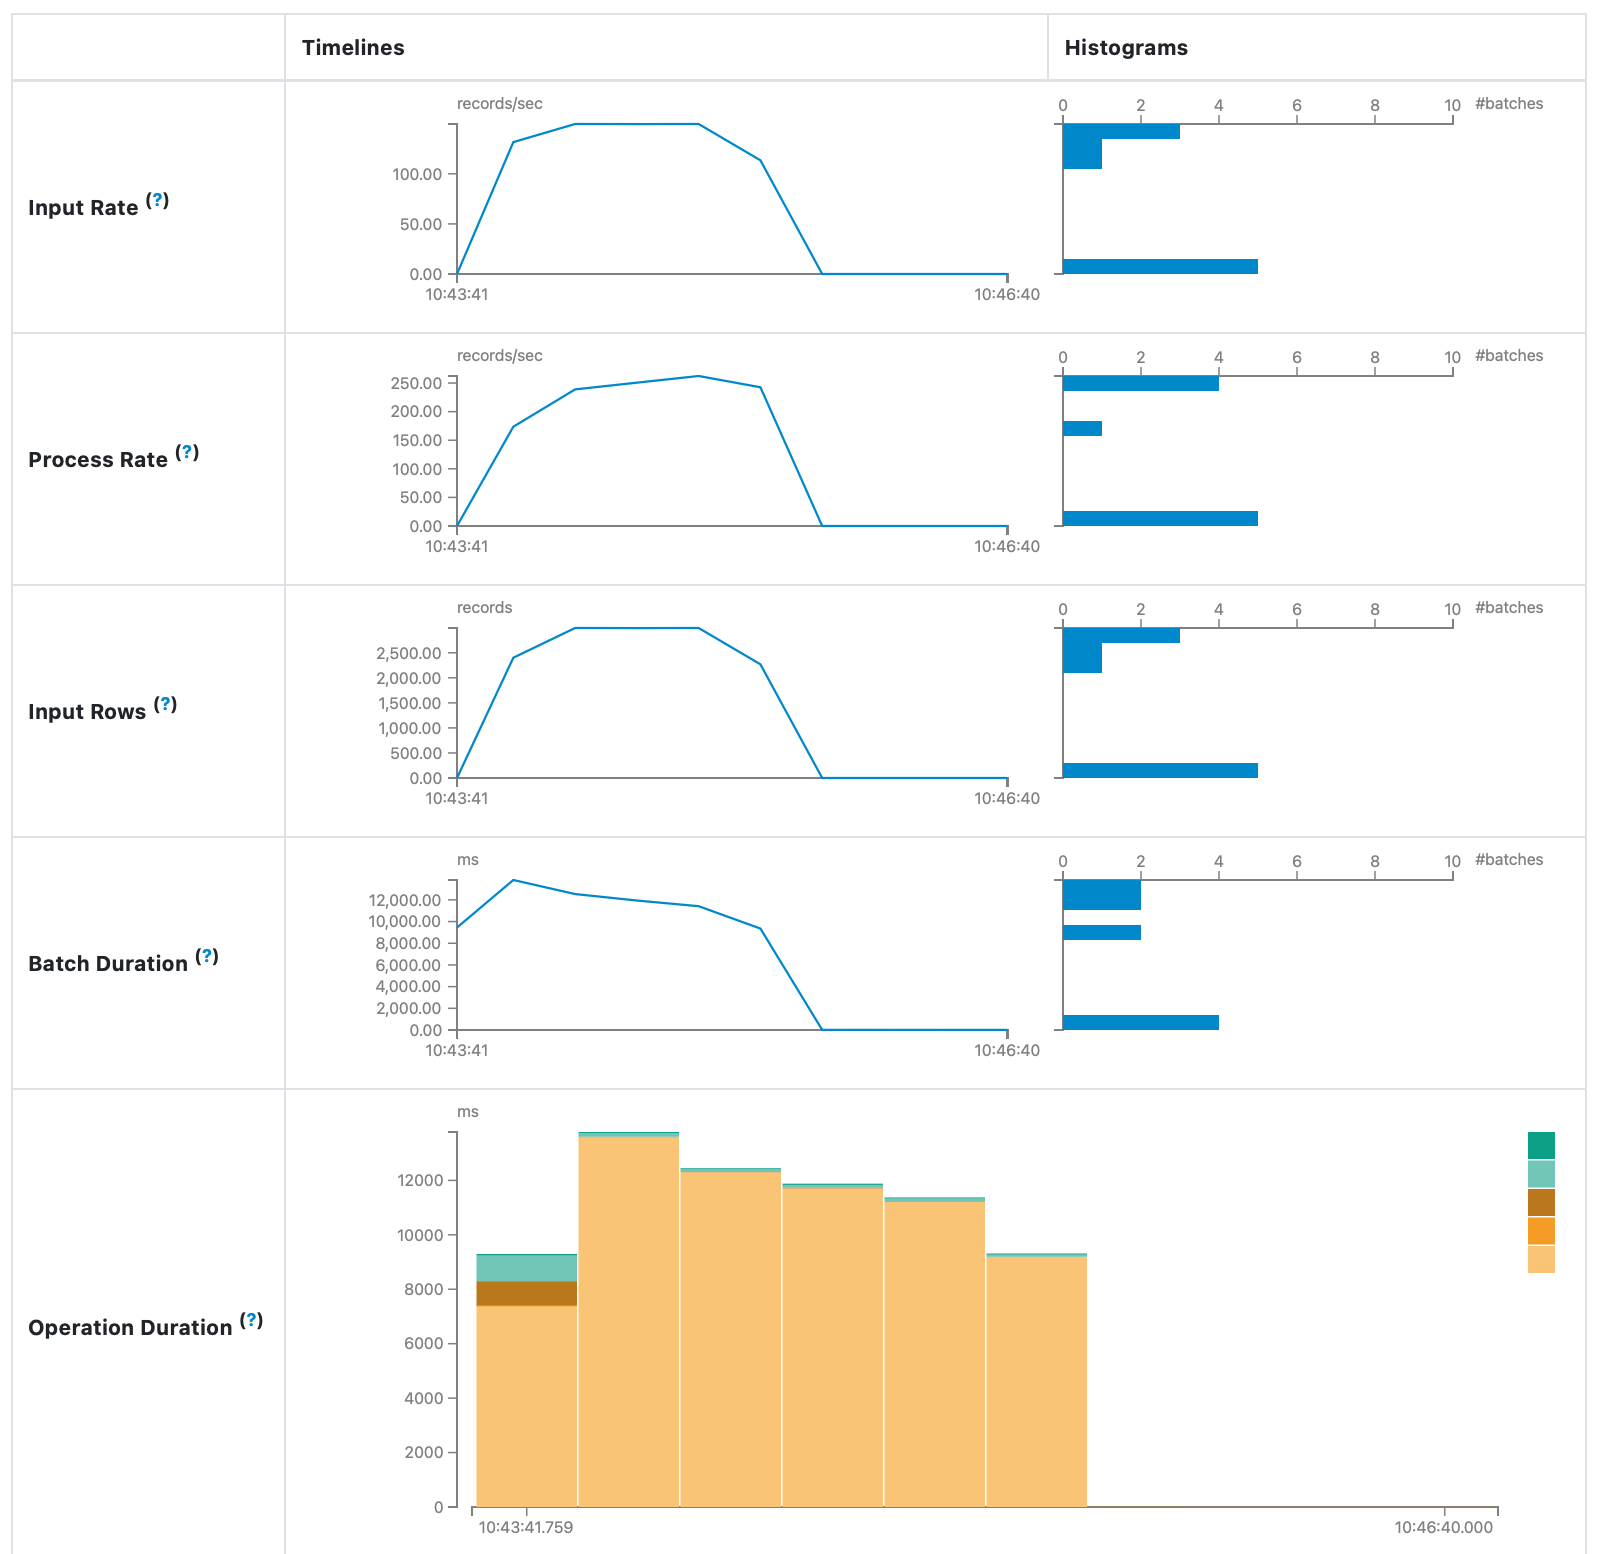 Timelines
Histograms
Input Rate (?)
records/sec
100.00
50.00
0.00
10:43:41
10:46:40
0 2 4 6 8 10 #batches
Process Rate (?)
records/sec
250.00
200.00
150.00
100.00
50.00
0.00
10:43:41
10:46:40
0 2 4 6 8 10 #batches
Input Rows (?)
records
2,500.00
2,000.00
1,500.00
1,000.00
500.00
0.00
10:43:41
10:46:40
0 2 4 6 8 10 #batches
Batch Duration (?)
ms
12,000.00
10,000.00
8,000.00
6,000.00
4,000.00
2,000.00
0.00
10:43:41
10:46:40
0 2 4 6 8 10 #batches
Operation Duration (?)
ms
12000
10000
8000
6000
4000
2000
0
10:43:41.759
10:46:40.000